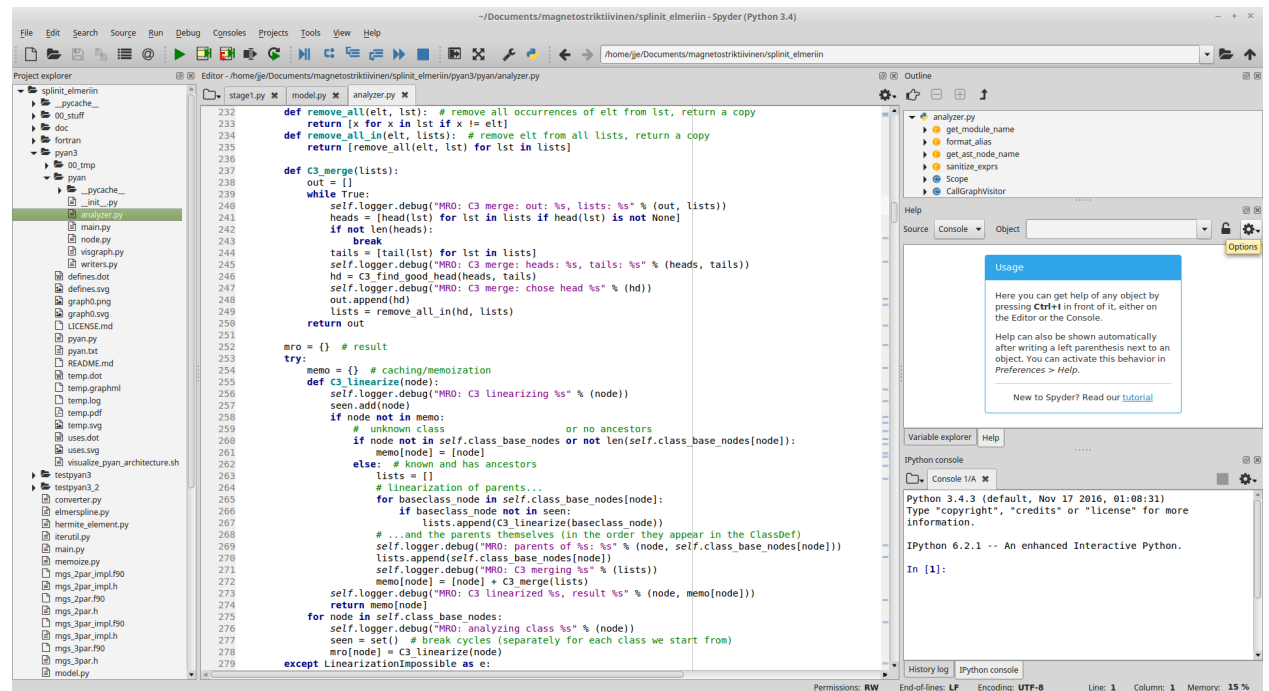 ~/Documents/magnetostriktiivinen/splinit_elmeriin - Spyder (Python 3.4)
File Edit Search Source Run Debug Consoles Projects Tools View Help
/home/jje/Documents/magnetostriktiivinen/splinit_elmeriin
Project explorer
splinit_elmeriin
__pycache__
00_stuff
doc
fortran
pyan3
00_tmp
pyan
__pycache__
__init__.py
analyzer.py
main.py
node.py
visgraph.py
writers.py
defines.dot
defines.svg
graph0.png
graph0.svg
LICENSE.md
pyan.py
pyan.txt
README.md
temp.dot
temp.graphml
temp.log
temp.pdf
temp.svg
uses.dot
uses.svg
visualize_pyan_architecture.sh
testpyan3
testpyan3_2
converter.py
elmerspline.py
hermite_element.py
iterutil.py
main.py
memoize.py
mgs_2par_impl.f90
mgs_2par_impl.h
mgs_2par.f90
mgs_2par.h
mgs_3par_impl.f90
mgs_3par_impl.h
mgs_3par.f90
mgs_3par.h
model.py
Editor - /home/jje/Documents/magnetostriktiivinen/splinit_elmeriin/pyan3/pyan/analyzer.py
stage1.py model.py analyzer.py
232 def remove_all(elt, lst): # remove all occurrences of elt from lst, return a copy
233 return [x for x in lst if x != elt]
234 def remove_all_in(elt, lists): # remove elt from all lists, return a copy
235 return [remove_all(elt, lst) for lst in lists]
236
237 def C3_merge(lists):
238 out = []
239 while True:
240 self.logger.debug("MRO: C3 merge: out: %s, lists: %s" % (out, lists))
241 heads = [head(lst) for lst in lists if head(lst) is not None]
242 if not len(heads):
243 break
244 tails = [tail(lst) for lst in lists]
245 self.logger.debug("MRO: C3 merge: heads: %s, tails: %s" % (heads, tails))
246 hd = C3_find_good_head(heads, tails)
247 self.logger.debug("MRO: C3 merge: chose head %s" % (hd))
248 out.append(hd)
249 lists = remove_all_in(hd, lists)
250 return out
251
252 mro = {} # result
253 try:
254 memo = {} # caching/memoization
255 def C3_linearize(node):
256 self.logger.debug("MRO: C3 linearizing %s" % (node))
257 seen.add(node)
258 if node not in memo:
259 # unknown class or no ancestors
260 if node not in self.class_base_nodes or not len(self.class_base_nodes[node]):
261 memo[node] = [node]
262 else: # known and has ancestors
263 lists = []
264 # linearization of parents...
265 for baseclass_node in self.class_base_nodes[node]:
266 if baseclass_node not in seen:
267 lists.append(C3_linearize(baseclass_node))
268 # ...and the parents themselves (in the order they appear in the ClassDef)
269 self.logger.debug("MRO: parents of %s: %s" % (node, self.class_base_nodes[node]))
270 lists.append(self.class_base_nodes[node])
271 self.logger.debug("MRO: C3 merging %s" % (lists))
272 memo[node] = [node] + C3_merge(lists)
273 self.logger.debug("MRO: C3 linearized %s, result %s" % (node, memo[node]))
274 return memo[node]
275 for node in self.class_base_nodes:
276 self.logger.debug("MRO: analyzing class %s" % (node))
277 seen = set() # break cycles (separately for each class we start from)
278 mro[node] = C3_linearize(node)
279 except LinearizationImpossible as e:
Outline
analyzer.py
get_module_name
format_alias
get_ast_node_name
sanitize_exprs
Scope
CallGraphVisitor
Help
Source Console Object
Options
Usage
Here you can get help of any object by
pressing Ctrl+I in front of it, either on
the Editor or the Console.
Help can also be shown automatically
after writing a left parenthesis next to an
object. You can activate this behavior in
Preferences > Help.
New to Spyder? Read our tutorial
Variable explorer Help
IPython console
Console 1/A
Python 3.4.3 (default, Nov 17 2016, 01:08:31)
Type "copyright", "credits" or "license" for more
information.
IPython 6.2.1 -- An enhanced Interactive Python.
In [1]:
History log IPython console
Permissions: RW End-of-lines: LF Encoding: UTF-8 Line: 1 Column: 1 Memory: 15 %